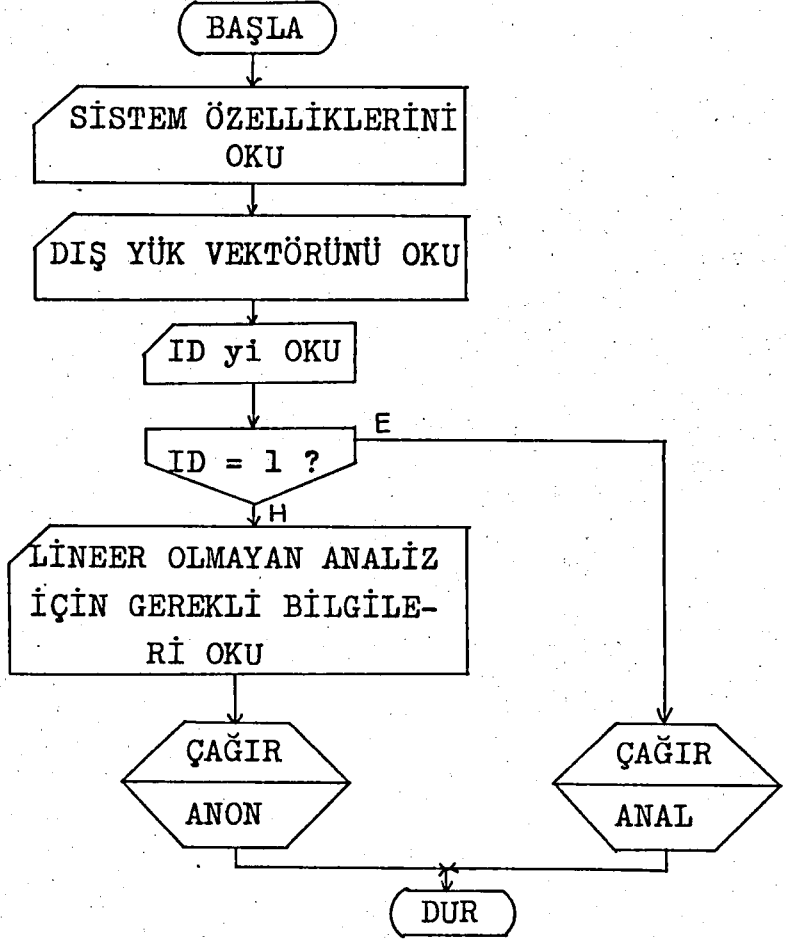 BAŞLA
SİSTEM ÖZELLİKLERİNİ
OKU
DIŞ YÜK VEKTÖRÜNÜ OKU
ID yi OKU
E
ID = 1 ?
H
LİNEER OLMAYAN ANALİZ
İÇİN GEREKLİ BİLGİLE-
Rİ OKU
ÇAĞIR
ANON
ÇAĞIR
ANAL
DUR